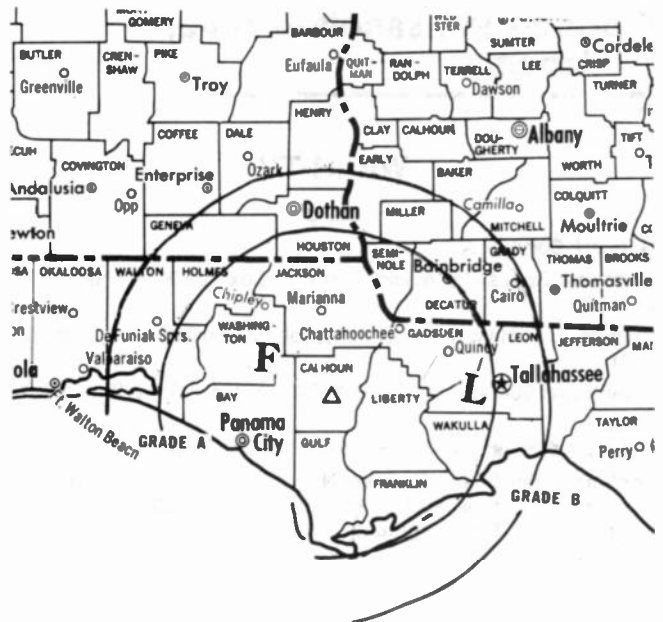 GOMERY
BARBOUR
STER
SUMTER
Cordele
BUTLER
CREN-
SHAW
PIKE
Eufaula
QUIT-
MAN
RAN-
DOLPH
TERRELL
LEE
CRISP
Greenville
Troy
Dawson
TURNER
HENRY
COFFEE
DALE
CLAY
CALHOUN
DOU-
GHERTY
Albany
TIFT
COVINGTON
Enterprise
Ozark
EARLY
BAKER
WORTH
Andalusia
Opp
Dothan
MILLER
Camilla
MITCHELL
COLQUITT
Moultrie
GENEVA
HOUSTON
SEMI-
NOLE
Bainbridge
GRADY
THOMAS
BROOKS
OKALOOSA
WALTON
HOLMES
JACKSON
Cairo
Thomasville
Chipley
Marianna
DECATUR
Quitman
DeFuniak Sprs.
WASHING-
TON
Chattahoochee
GADSDEN
LEON
JEFFERSON
Valparaiso
F
Quincy
CALHOUN
L
Tallahassee
BAY
LIBERTY
Ft. Walton Beach
GRADE A
Panama
City
GULF
WAKULLA
TAYLOR
Perry
FRANKLIN
GRADE B